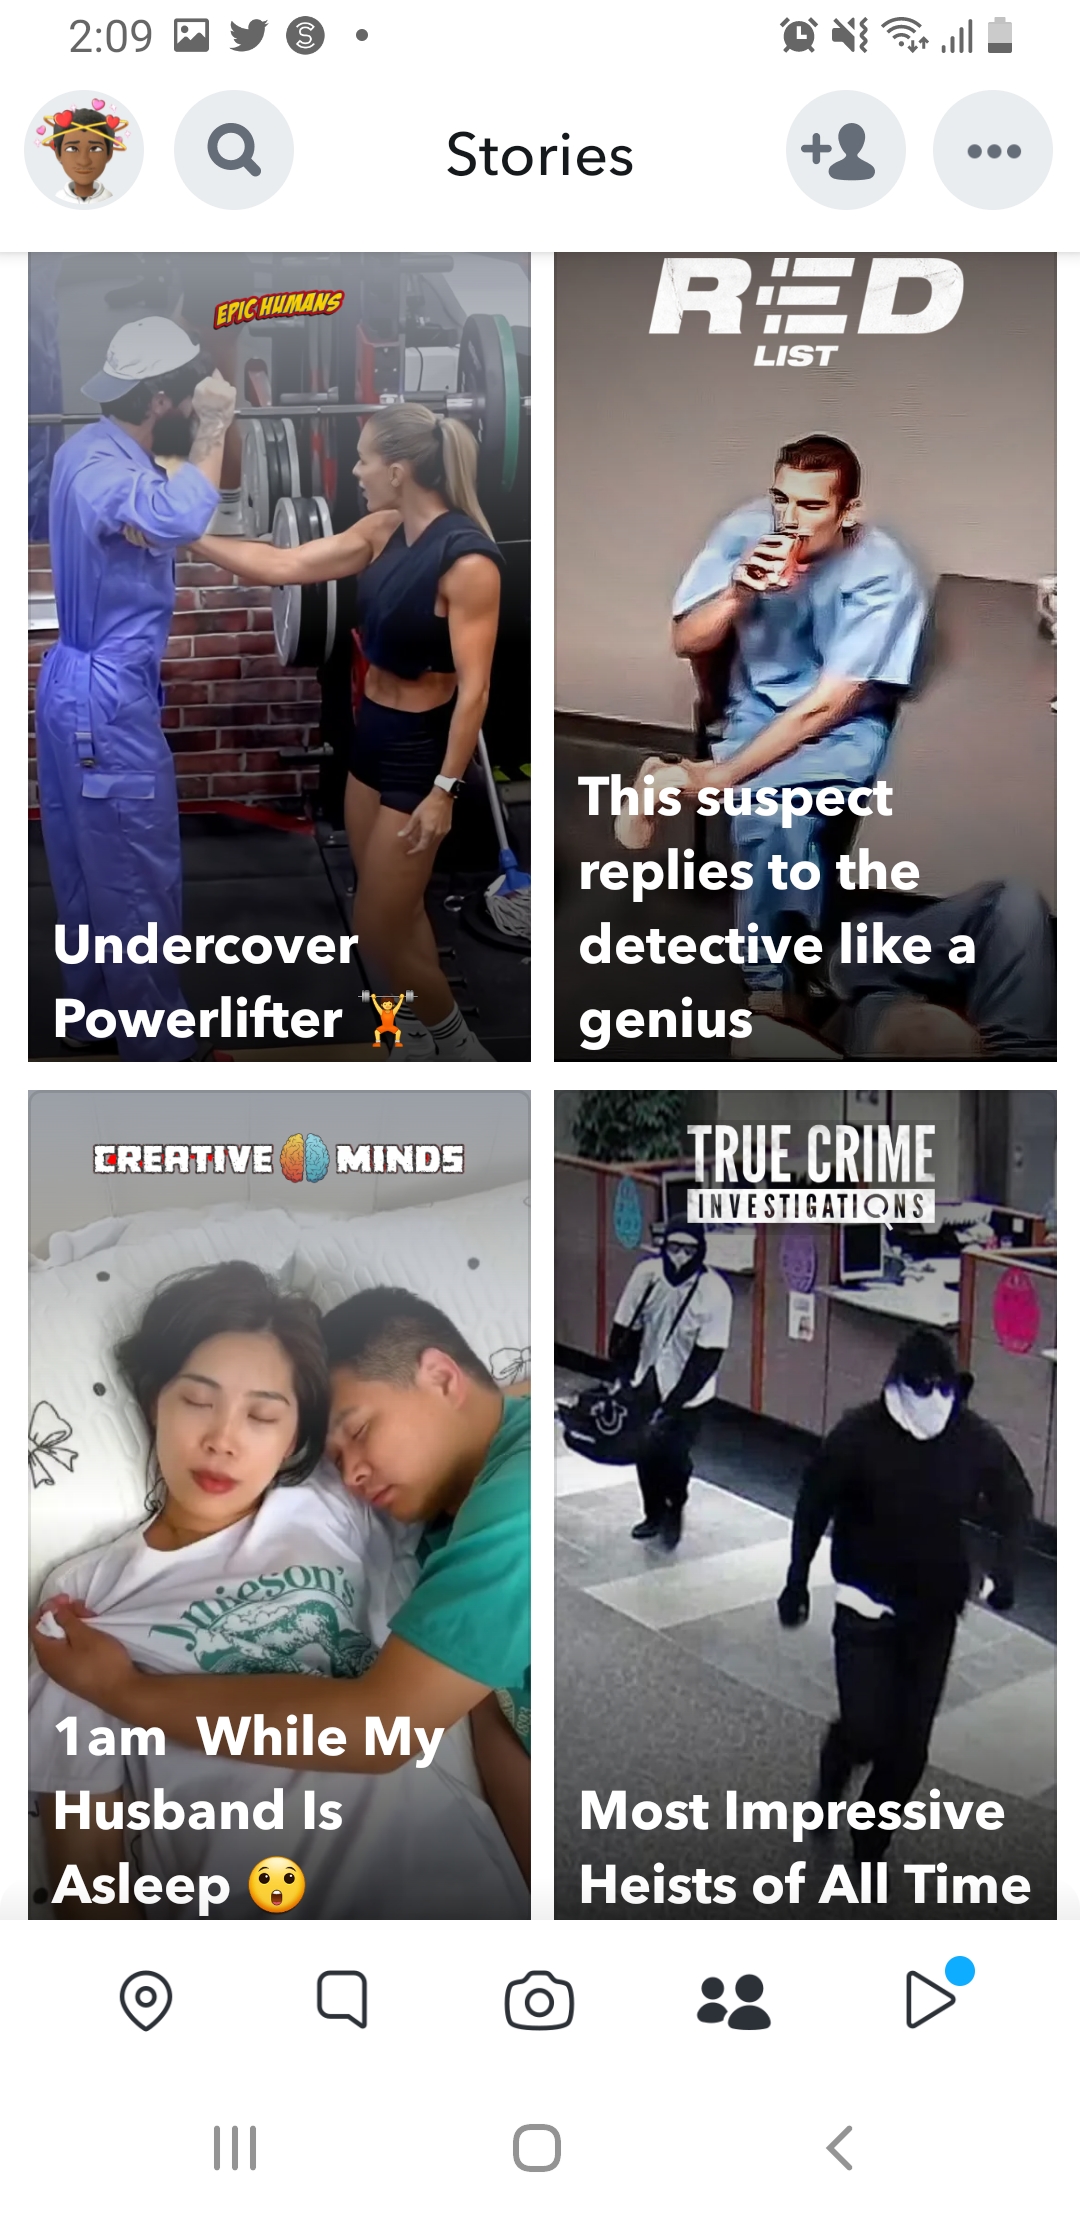 2:09
Stories
EPIC HUMANS
Undercover
Powerlifter
RED
LIST
This suspect
replies to the
detective like a
genius
CREATIVE MINDS
Jamieson's
1am While My
Husband Is
Asleep
TRUE CRIME
INVESTIGATIONS
Most Impressive
Heists of All Time